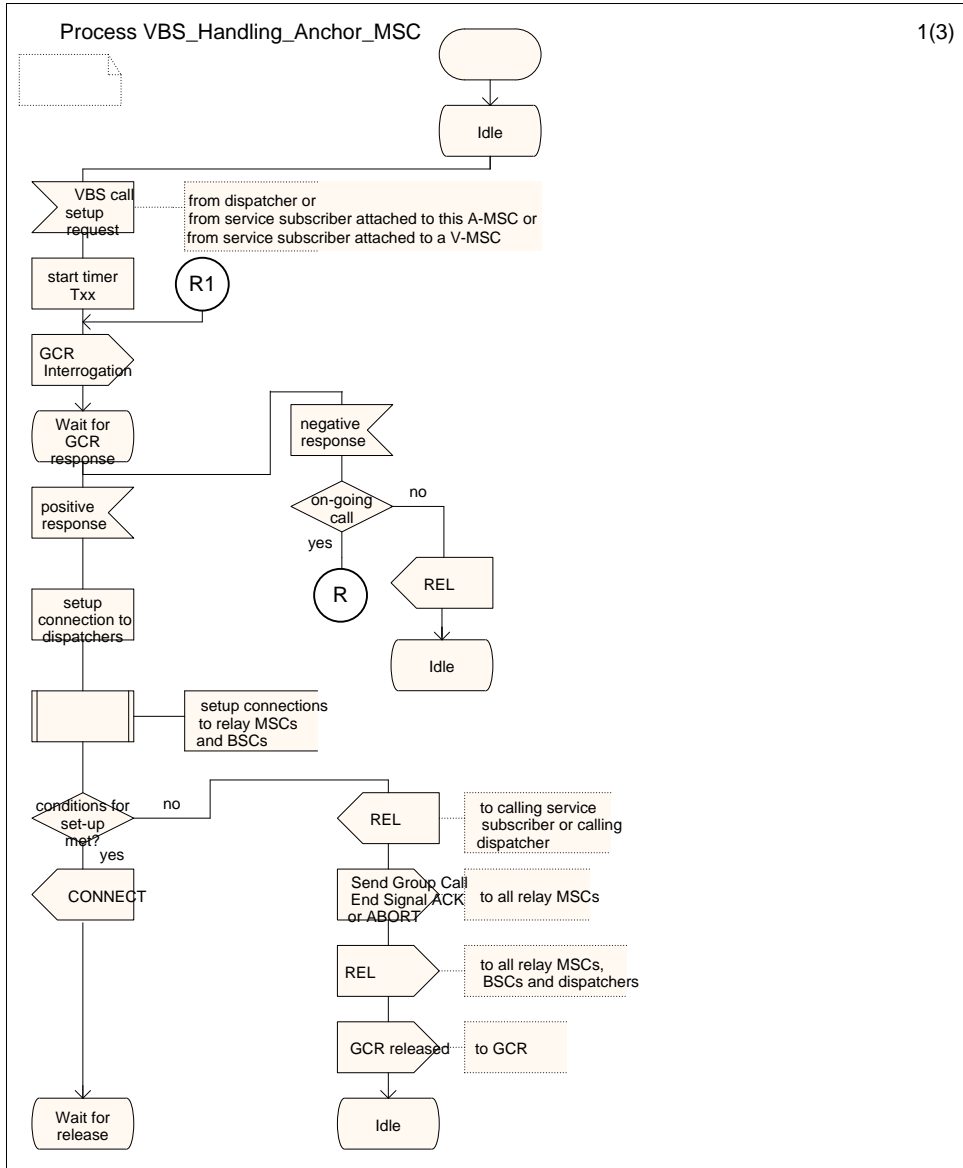 Process VBS_Handling_Anchor_MSC
1(3)
Idle
VBS call
setup
request
from dispatcher or
from service subscriber attached to this A-MSC or
from service subscriber attached to a V-MSC
start timer
Txx
R1
GCR
Interrogation
Wait for
GCR
response
negative
response
positive
response
on-going
call
no
yes
R
REL
Idle
setup
connection to
dispatchers
setup connections
to relay MSCs
and BSCs
conditions for
set-up
met?
no
yes
REL
to calling service
subscriber or calling
dispatcher
CONNECT
Send Group Call
End Signal ACK
or ABORT
to all relay MSCs
REL
to all relay MSCs,
BSCs and dispatchers
GCR released
to GCR
Wait for
release
Idle